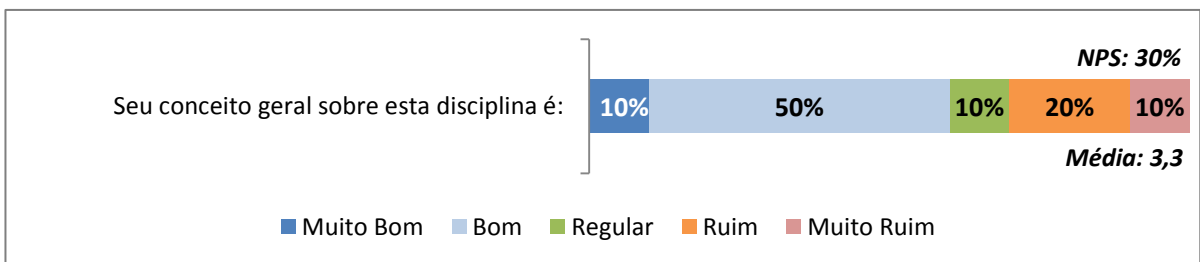 NPS: 30%
Seu conceito geral sobre esta disciplina é:
10% 50% 10% 20% 10%
Média: 3,3
Muito Bom Bom Regular Ruim Muito Ruim